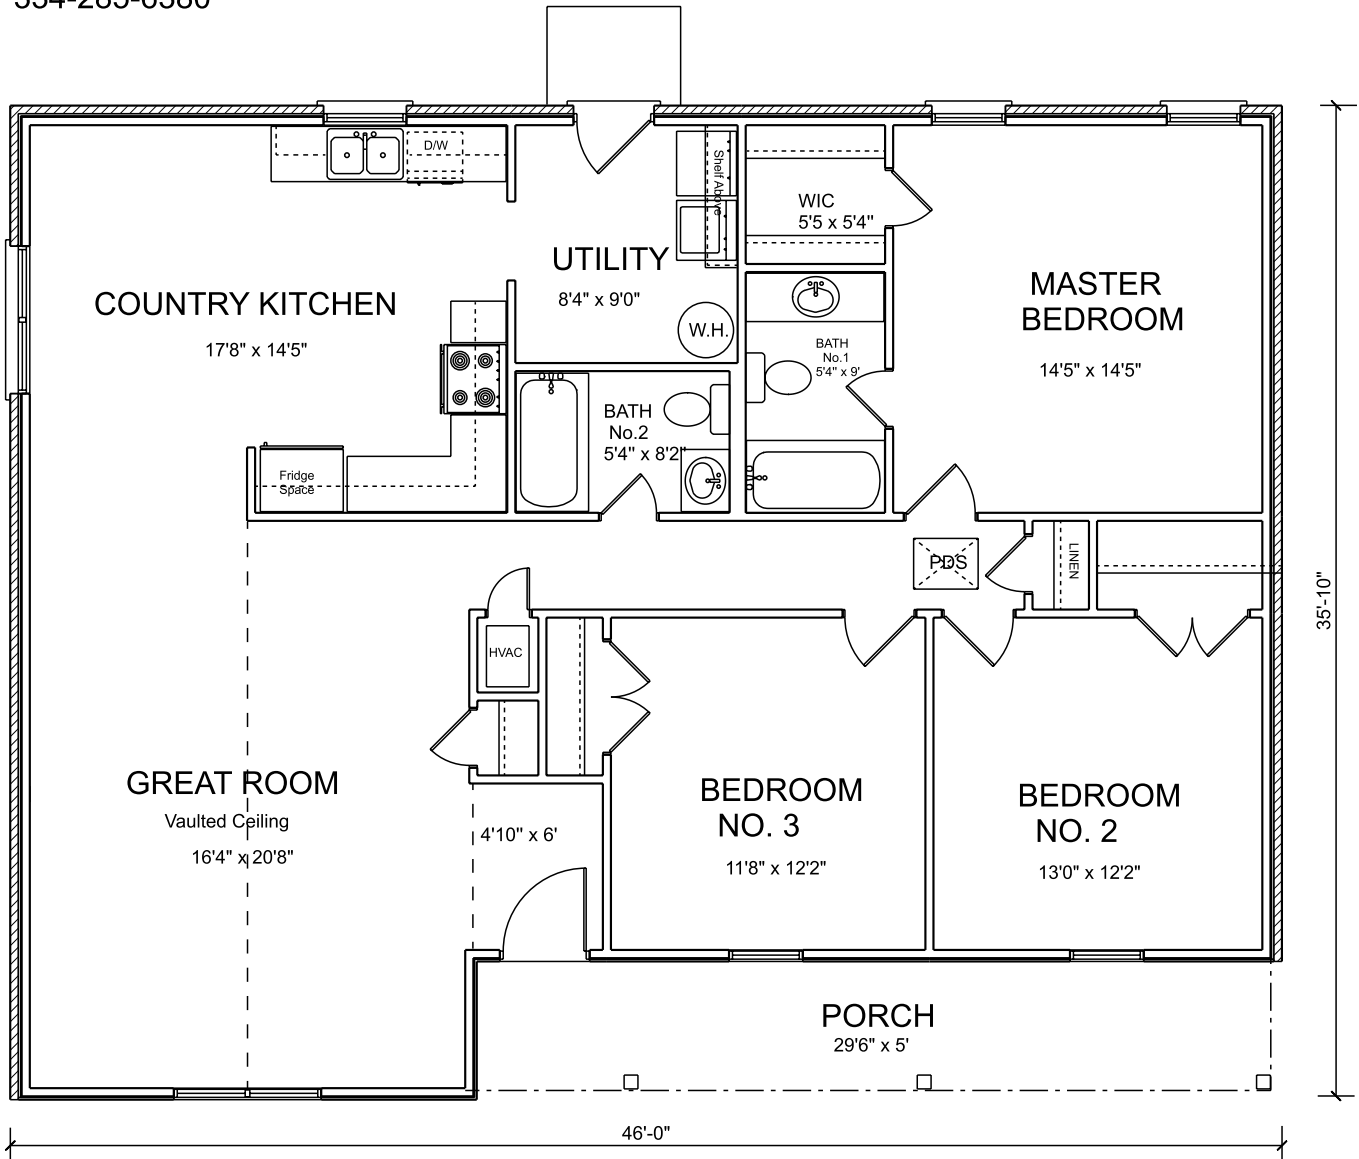 D/W
Shelf Above
WIC
5'5 x 5'4"
UTILITY
8'4" x 9'0"
MASTER
BEDROOM
14'5" x 14'5"
COUNTRY KITCHEN
17'8" x 14'5"
W.H.
BATH
No.1
5'4" x 9'
BATH
No.2
5'4" x 8'2"
Fridge
Space
PDS
LINEN
35'-10"
HVAC
GREAT ROOM
Vaulted Ceiling
16'4" x 20'8"
4'10" x 6'
BEDROOM
NO. 3
11'8" x 12'2"
BEDROOM
NO. 2
13'0" x 12'2"
PORCH
29'6" x 5'
46'-0"